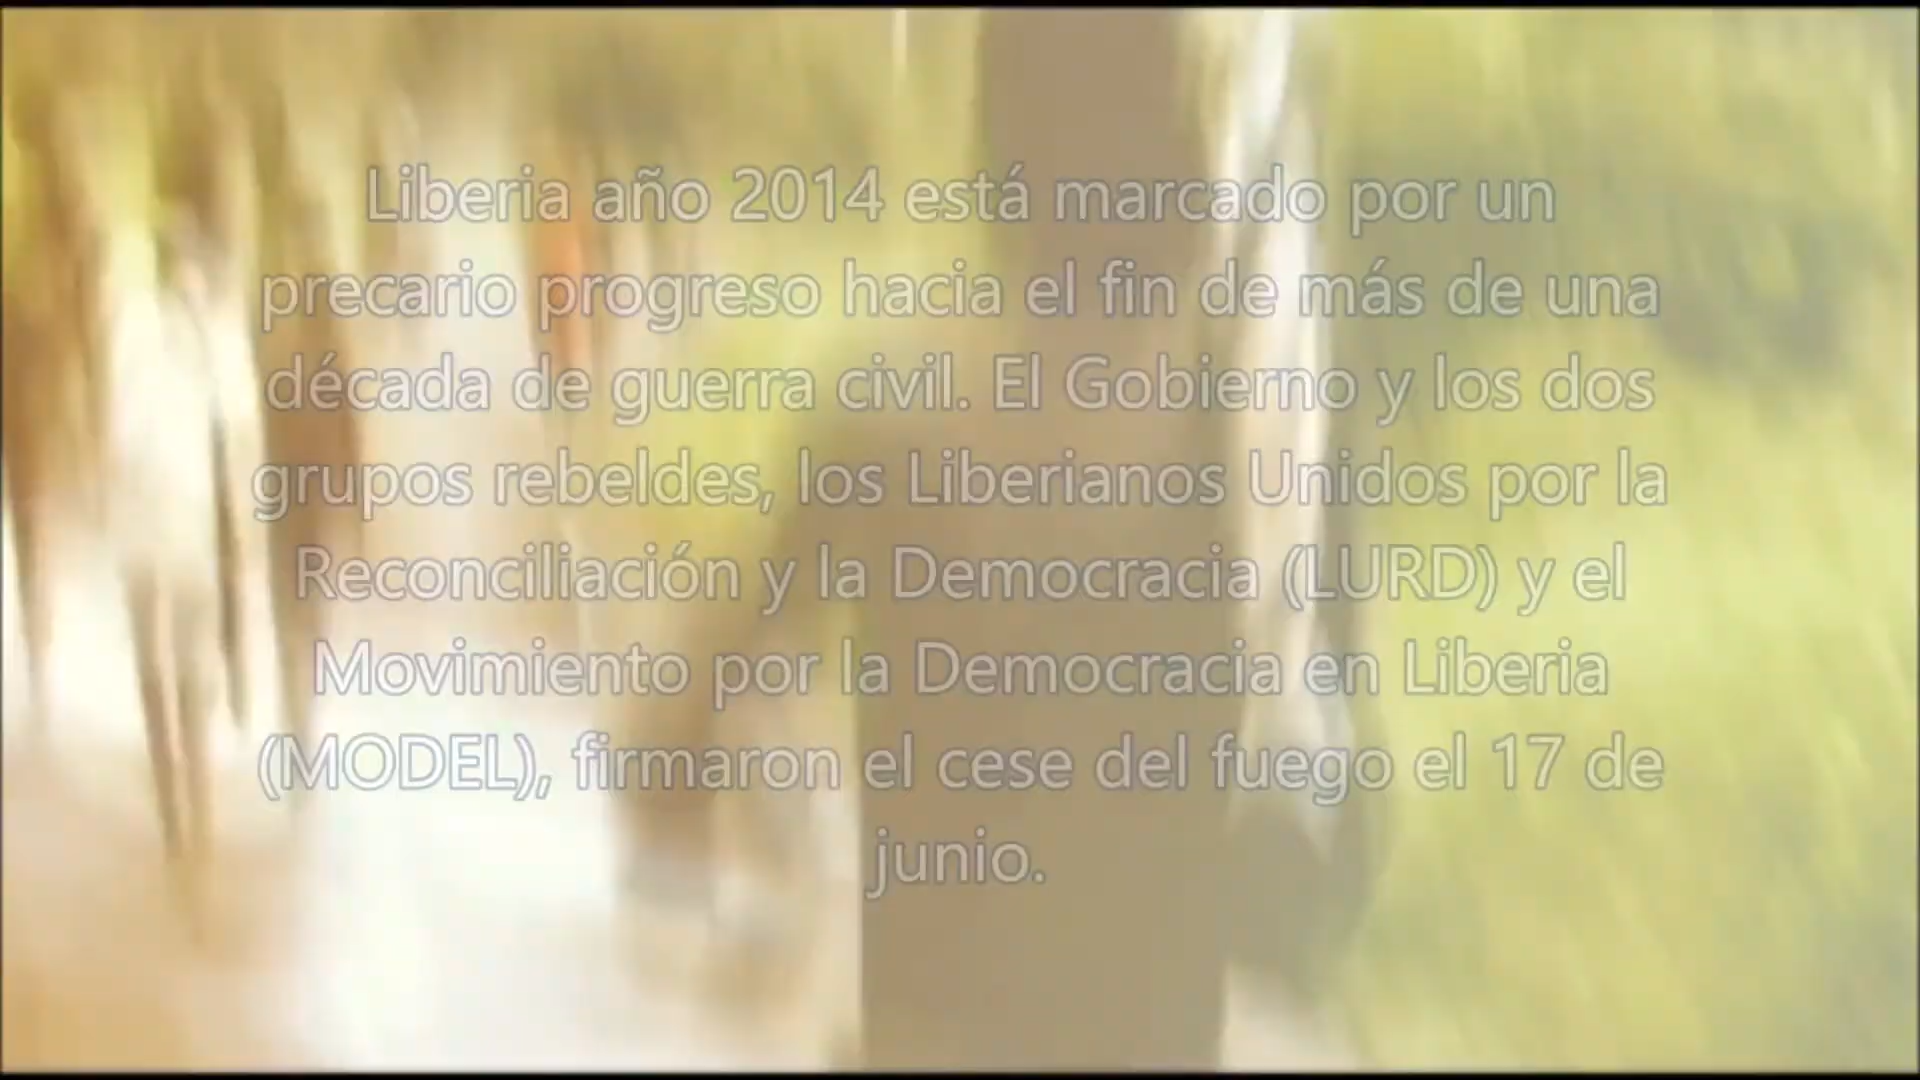 Liberia año 2014 está marcado por un
precario progreso hacia el fin de más de una
década de guerra civil. El Gobierno y los dos
grupos rebeldes, los Liberianos Unidos por la
Reconciliación y la Democracia (LURD) y el
Movimiento por la Democracia en Liberia
(MODEL), firmaron el cese del fuego el 17 de
junio.